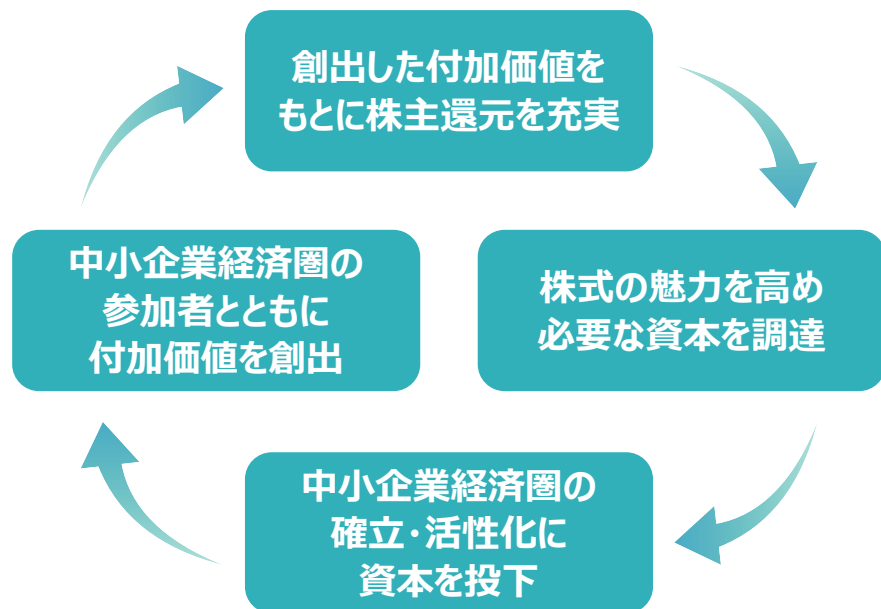 創出した付加価値を
もとに株主還元を充実
株式の魅力を高め
必要な資本を調達
中小企業経済圏の
確立・活性化に
資本を投下
中小企業経済圏の
参加者とともに
付加価値を創出